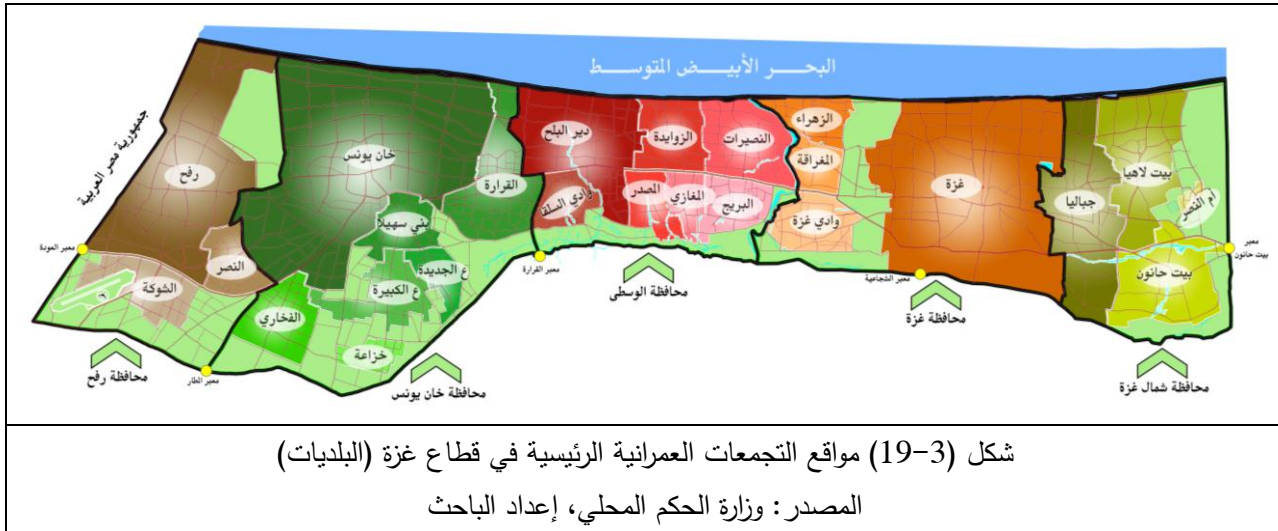 البحر الأبيض المتوسط
جمهورية مصر العربية
رفح
النصر
الشوكة
خان يونس
القرارة
بني سهيلا
ع الجديدة
ع الكبيرة
الفخاري
خزاعة
دير البلح
وادي السلقا
الزوايدة
المصدر
النصيرات
المغازي
البريج
الزهراء
المغراقة
وادي غزة
غزة
جباليا
بيت لاهيا
أم النصر
بيت حانون
معبر العودة
معبر المطار
معبر القرارة
معبر الشجاعية
معبر
بيت حانون
محافظة رفح
محافظة خان يونس
محافظة الوسطى
محافظة غزة
محافظة شمال غزة
شكل (3-19) مواقع التجمعات العمرانية الرئيسية في قطاع غزة (البلديات)
المصدر: وزارة الحكم المحلي، إعداد الباحث